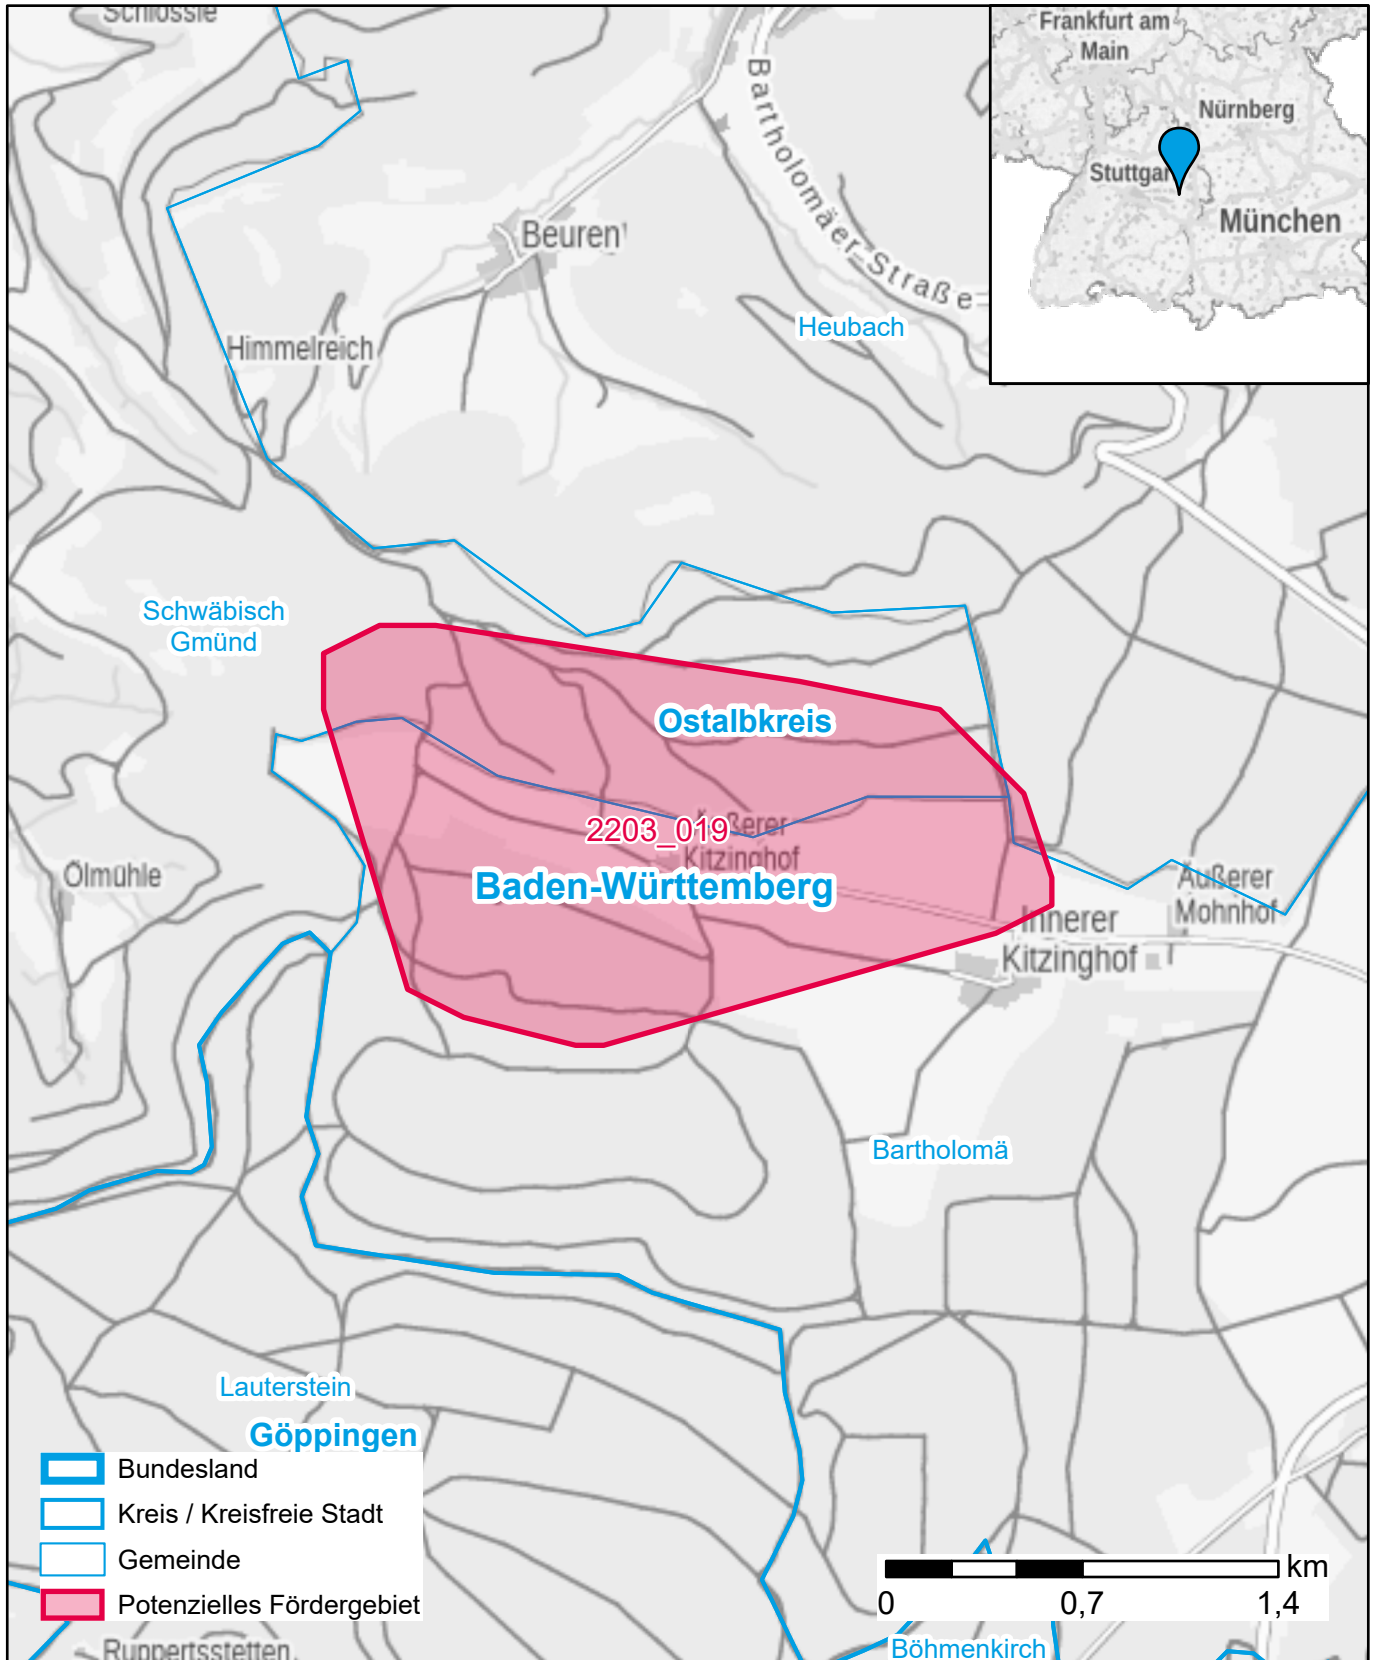 Schlössle
Frankfurt am
Main
Nürnberg
Stuttgar
München
Bartholomäer Straße
Beuren
Heubach
Himmelreich
Schwäbisch
Gmünd
Ostalbkreis
2203_019
Äußerer
Kitzinghof
Baden-Württemberg
Ölmühle
Äußerer
Mohnhof
Innerer
Kitzinghof
Bartholomä
Lauterstein
Göppingen
Bundesland
Kreis / Kreisfreie Stadt
Gemeinde
Potenzielles Fördergebiet
km
0 0,7 1,4
Ruppertsstetten
Böhmenkirch